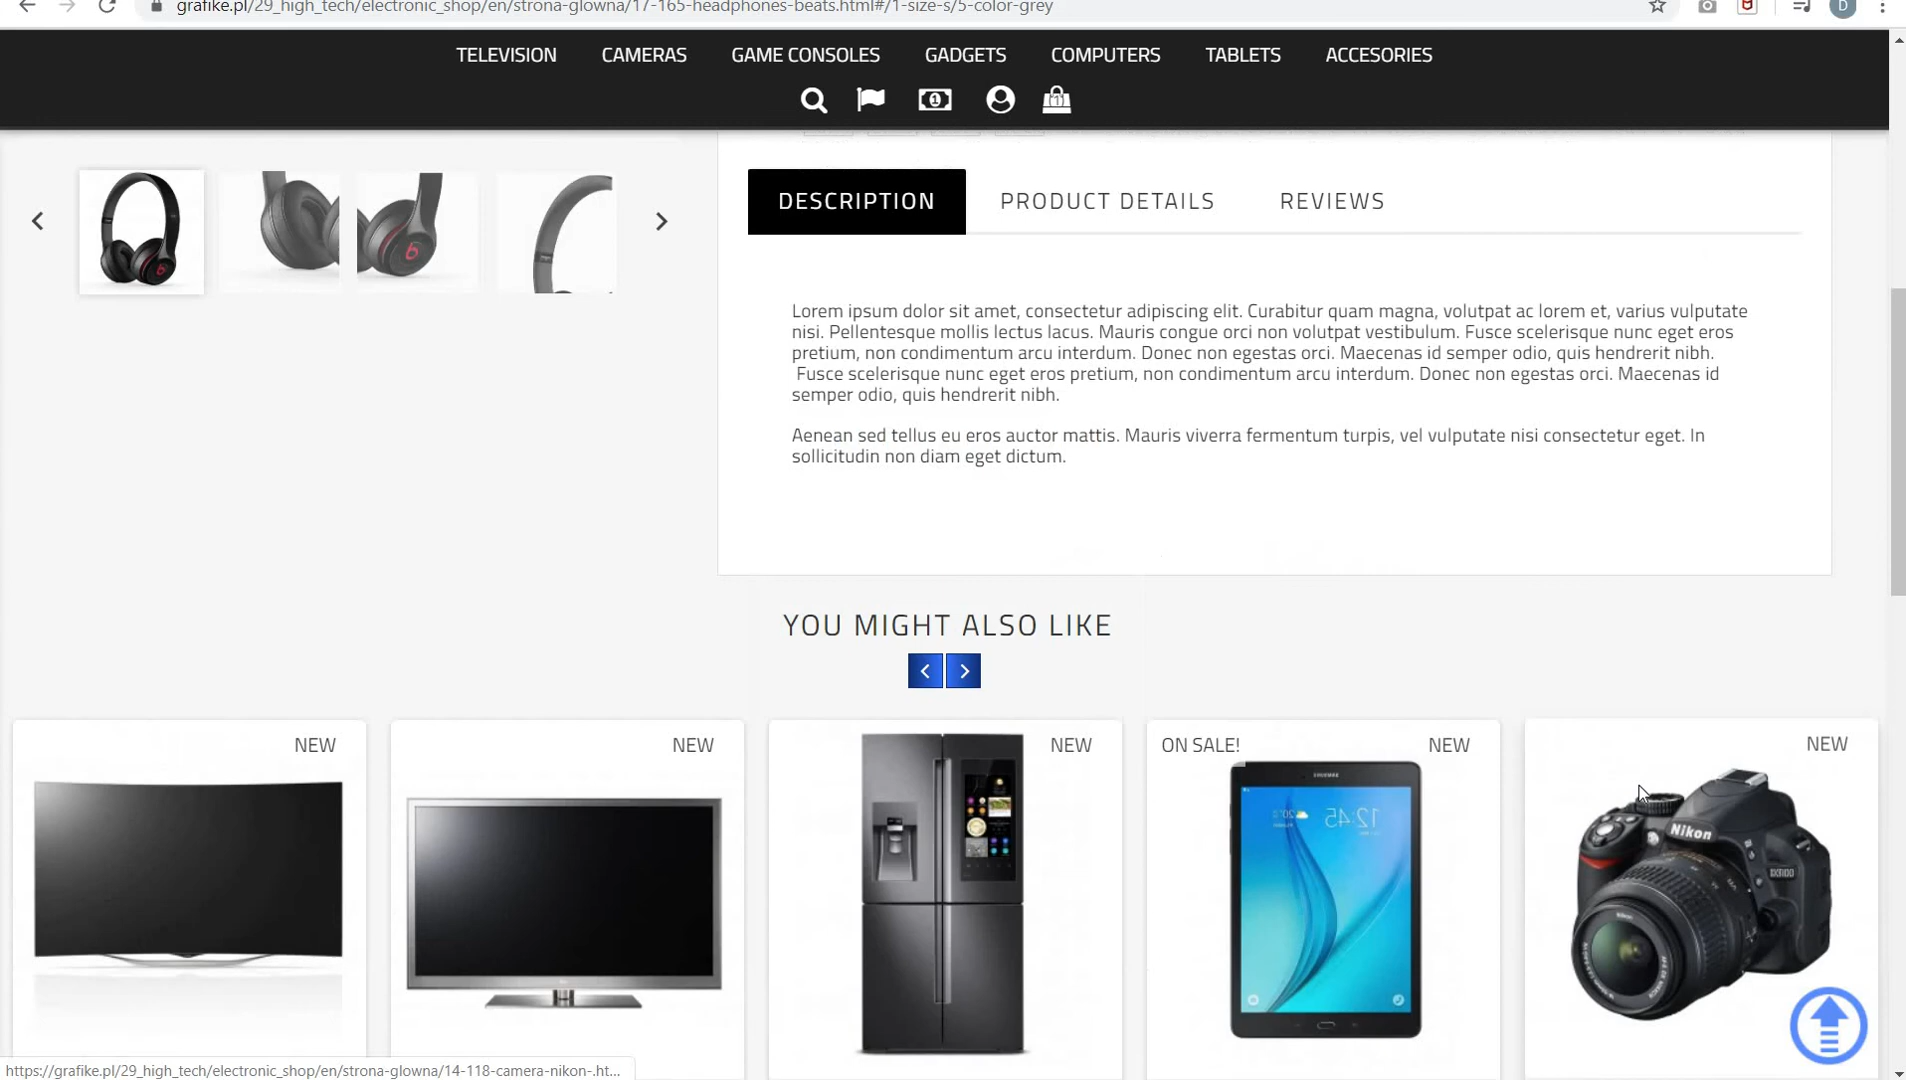 grafike.pl/29_high_tech/electronic_shop/en/strona-glowna/17-165-headphones-beats.html#/1-size-s/5-color-grey
D
TELEVISION CAMERAS GAME CONSOLES GADGETS COMPUTERS TABLETS ACCESORIES
1 (1)
DESCRIPTION PRODUCT DETAILS REVIEWS
Lorem ipsum dolor sit amet, consectetur adipiscing elit. Curabitur quam magna, volutpat ac lorem et, varius vulputate
nisi. Pellentesque mollis lectus lacus. Mauris congue orci non volutpat vestibulum. Fusce scelerisque nunc eget eros
pretium, non condimentum arcu interdum. Donec non egestas orci. Maecenas id semper odio, quis hendrerit nibh.
Fusce scelerisque nunc eget eros pretium, non condimentum arcu interdum. Donec non egestas orci. Maecenas id
semper odio, quis hendrerit nibh.
Aenean sed tellus eu eros auctor mattis. Mauris viverra fermentum turpis, vel vulputate nisi consectetur eget. In
sollicitudin non diam eget dictum.
YOU MIGHT ALSO LIKE
NEW NEW NEW ON SALE! NEW NEW
SAMSUNG
12:45
Nikon
D3100
https://grafike.pl/29_high_tech/electronic_shop/en/strona-glowna/14-118-camera-nikon-.ht...